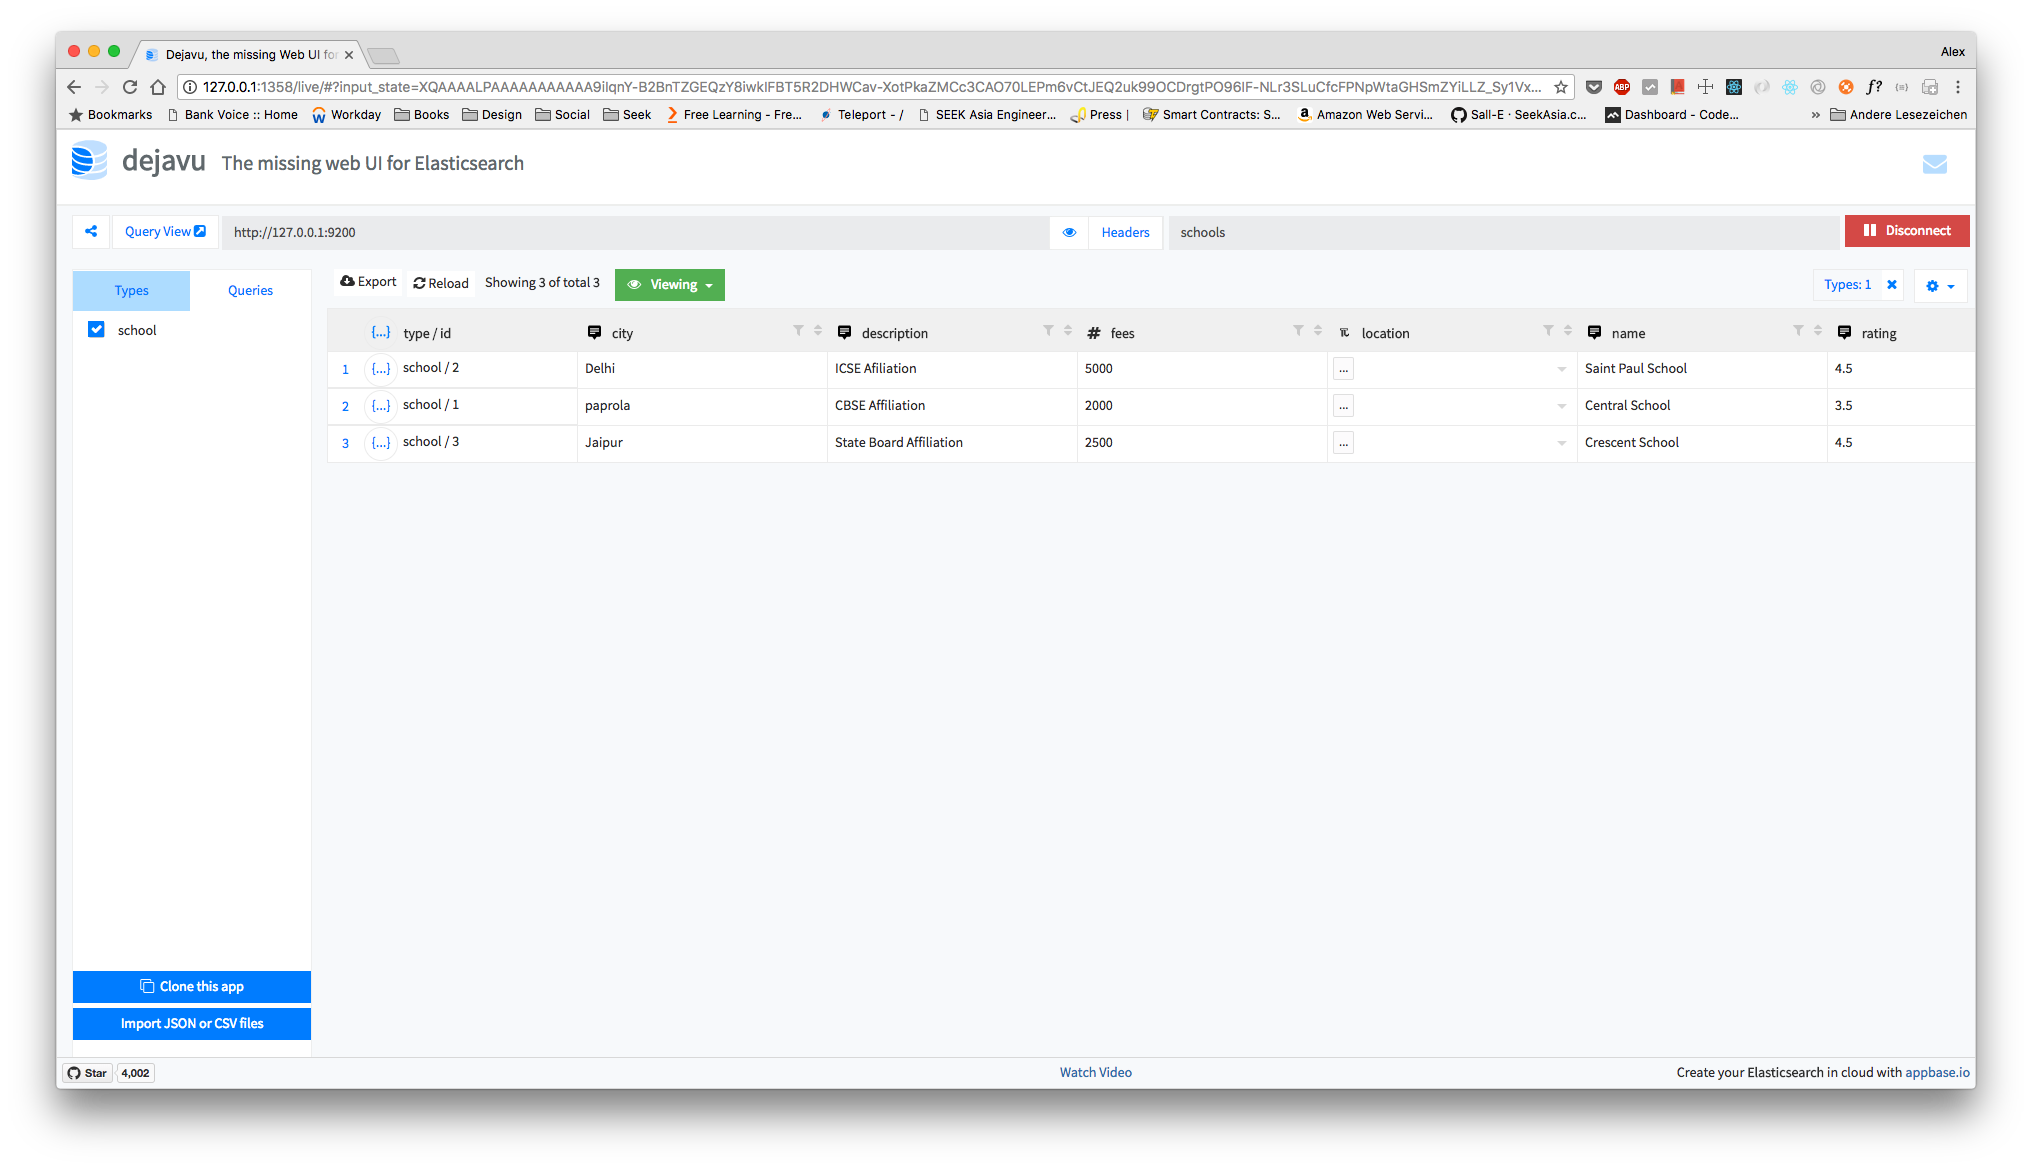 Dejavu, the missing Web UI for
Alex
127.0.0.1:1358/live/#?input_state=
Bookmarks Bank Voice :: Home Workday Books Design Social Seek Free Learning - Fre... Teleport - / SEEK Asia Engineer... Press | Smart Contracts: S... Amazon Web Servi... Sall-E · SeekAsia.c... Dashboard - Code... » Andere Lesezeichen
dejavu The missing web UI for Elasticsearch
Query View http://127.0.0.1:9200 Headers schools Disconnect
Types Queries Export Reload Showing 3 of total 3 Viewing Types: 1
school
{...} type / id city description # fees location name rating
1 {...} school / 2 Delhi ICSE Afiliation 5000 ... Saint Paul School 4.5
2 {...} school / 1 paprola CBSE Affiliation 2000 ... Central School 3.5
3 {...} school / 3 Jaipur State Board Affiliation 2500 ... Crescent School 4.5
Clone this app
Import JSON or CSV files
Star 4,002 Watch Video Create your Elasticsearch in cloud with appbase.io